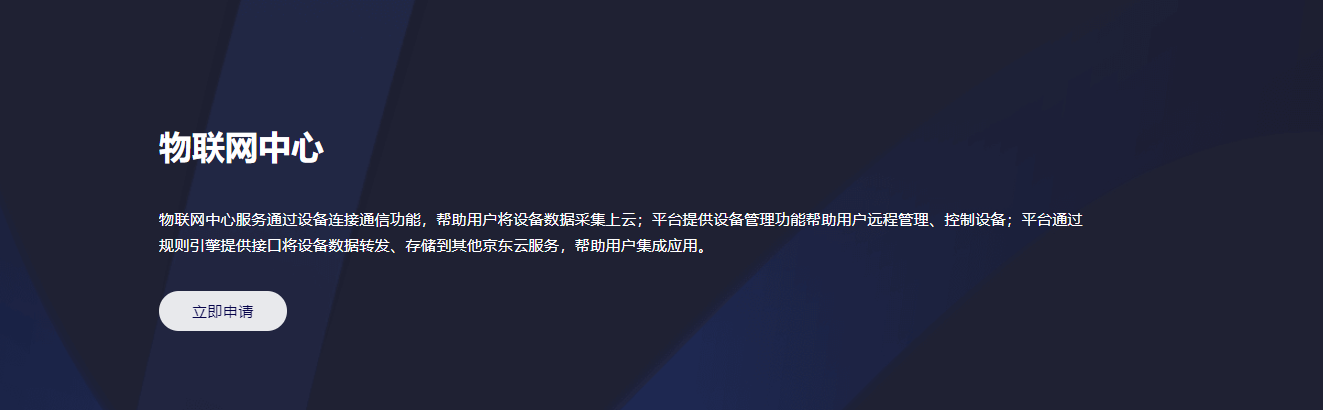 物联网中心
物联网中心服务通过设备连接通信功能，帮助用户将设备数据采集上云；平台提供设备管理功能帮助用户远程管理、控制设备；平台通过
规则引擎提供接口将设备数据转发、存储到其他京东云服务，帮助用户集成应用。
立即申请